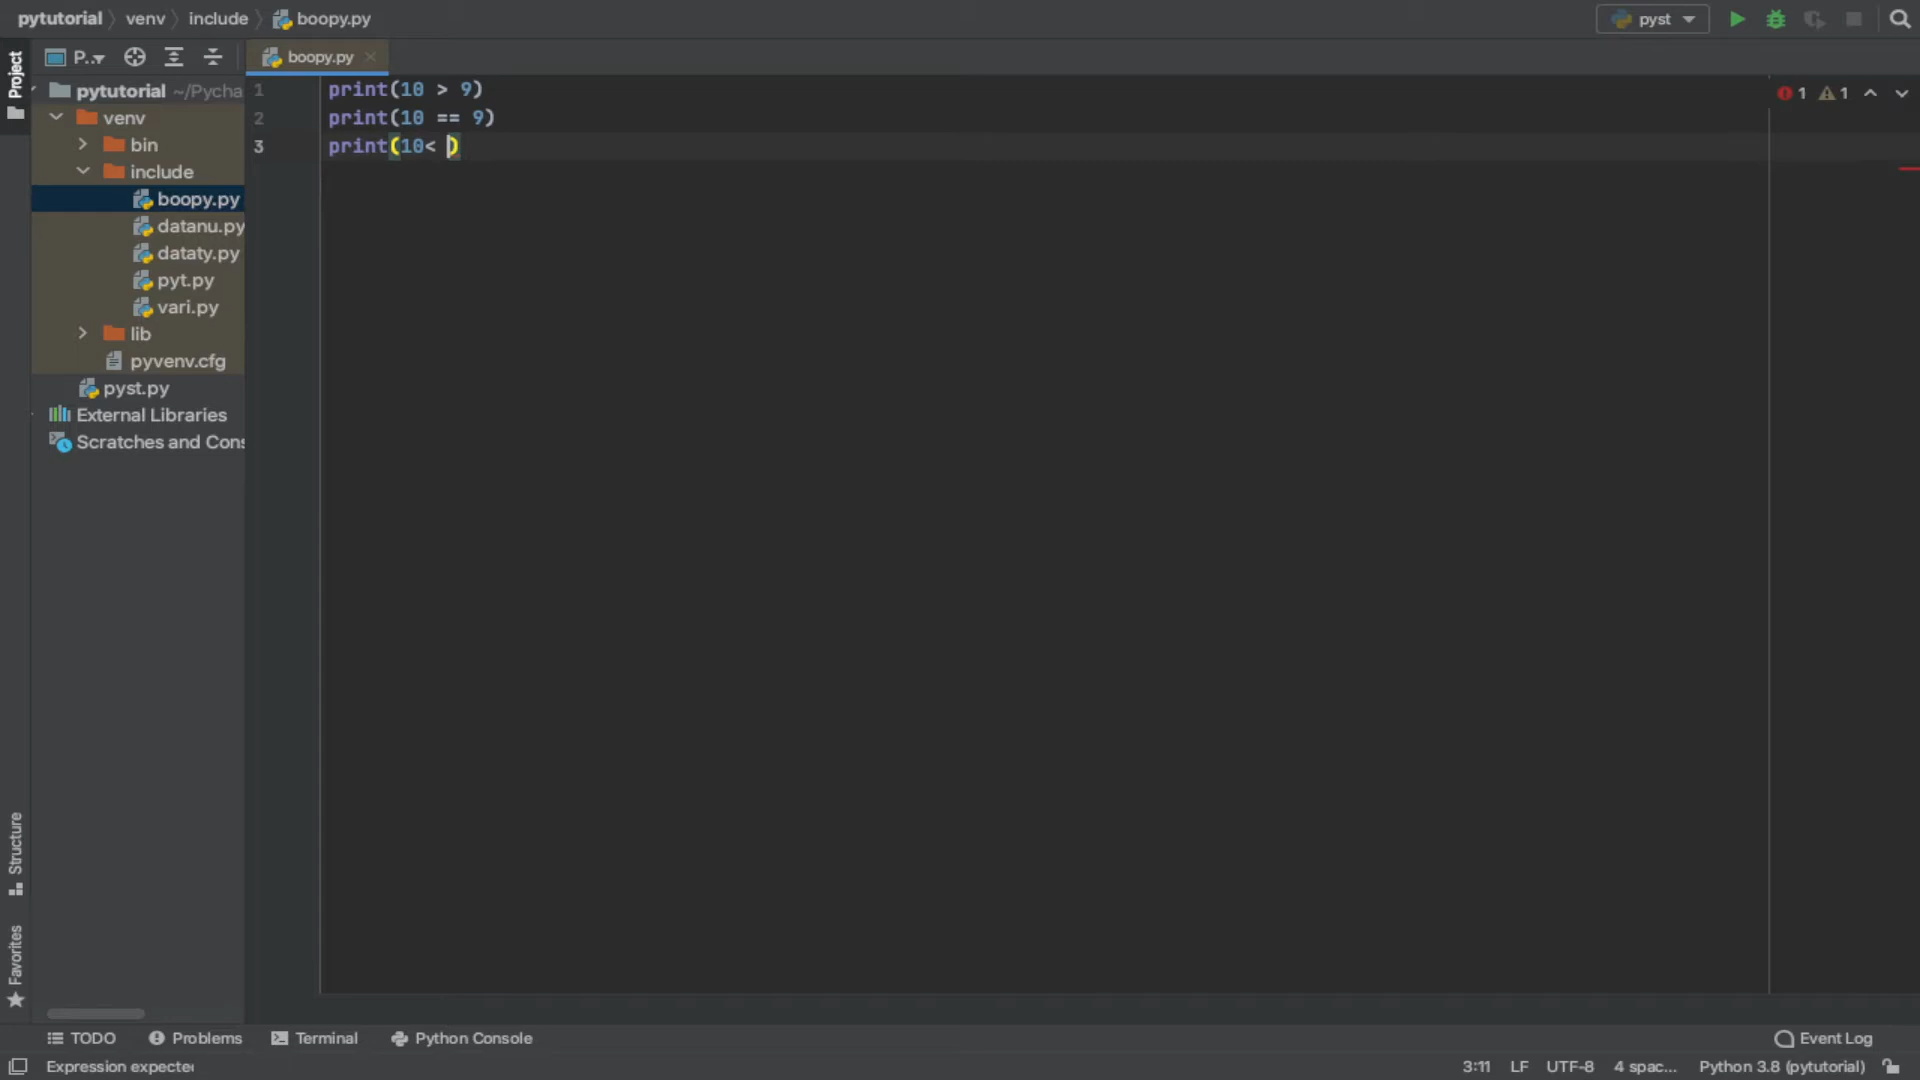 pytutorial venv include boopy.py pyst
Project P.. boopy.py
pytutorial ~/Pycha
venv
bin
include
boopy.py
datanu.py
dataty.py
pyt.py
vari.py
lib
pyvenv.cfg
pyst.py
External Libraries
Scratches and Cons
1 print(10 > 9)
2 print(10 == 9)
3 print(10< )
1 1
Structure
Favorites
TODO Problems Terminal Python Console Event Log
Expression expected 3:11 LF UTF-8 4 spac... Python 3.8 (pytutorial)